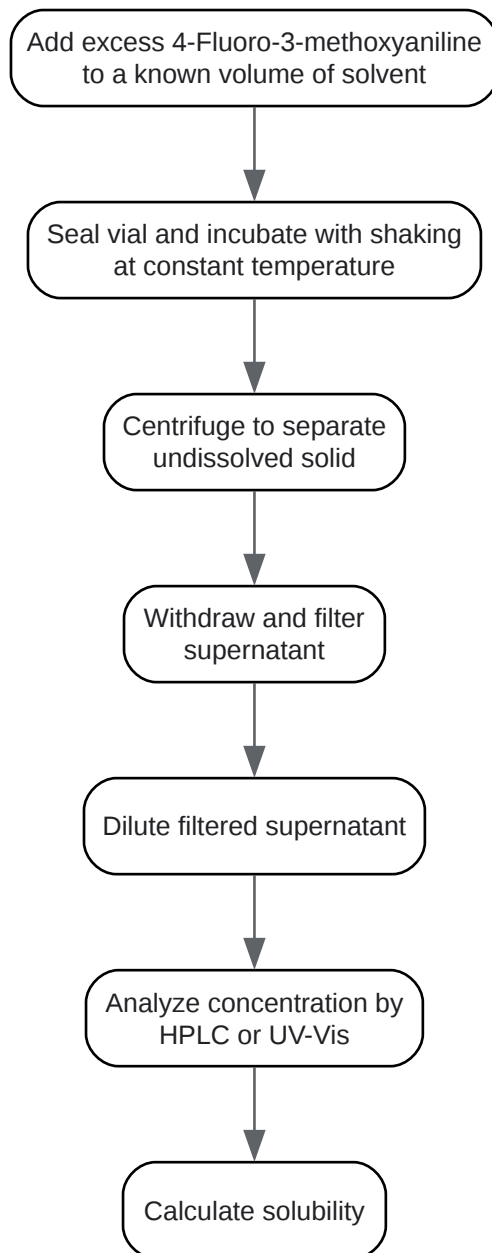 Add excess 4-Fluoro-3-methoxyaniline
to a known volume of solvent
Seal vial and incubate with shaking
at constant temperature
Centrifuge to separate
undissolved solid
Withdraw and filter
supernatant
Dilute filtered supernatant
Analyze concentration by
HPLC or UV-Vis
Calculate solubility